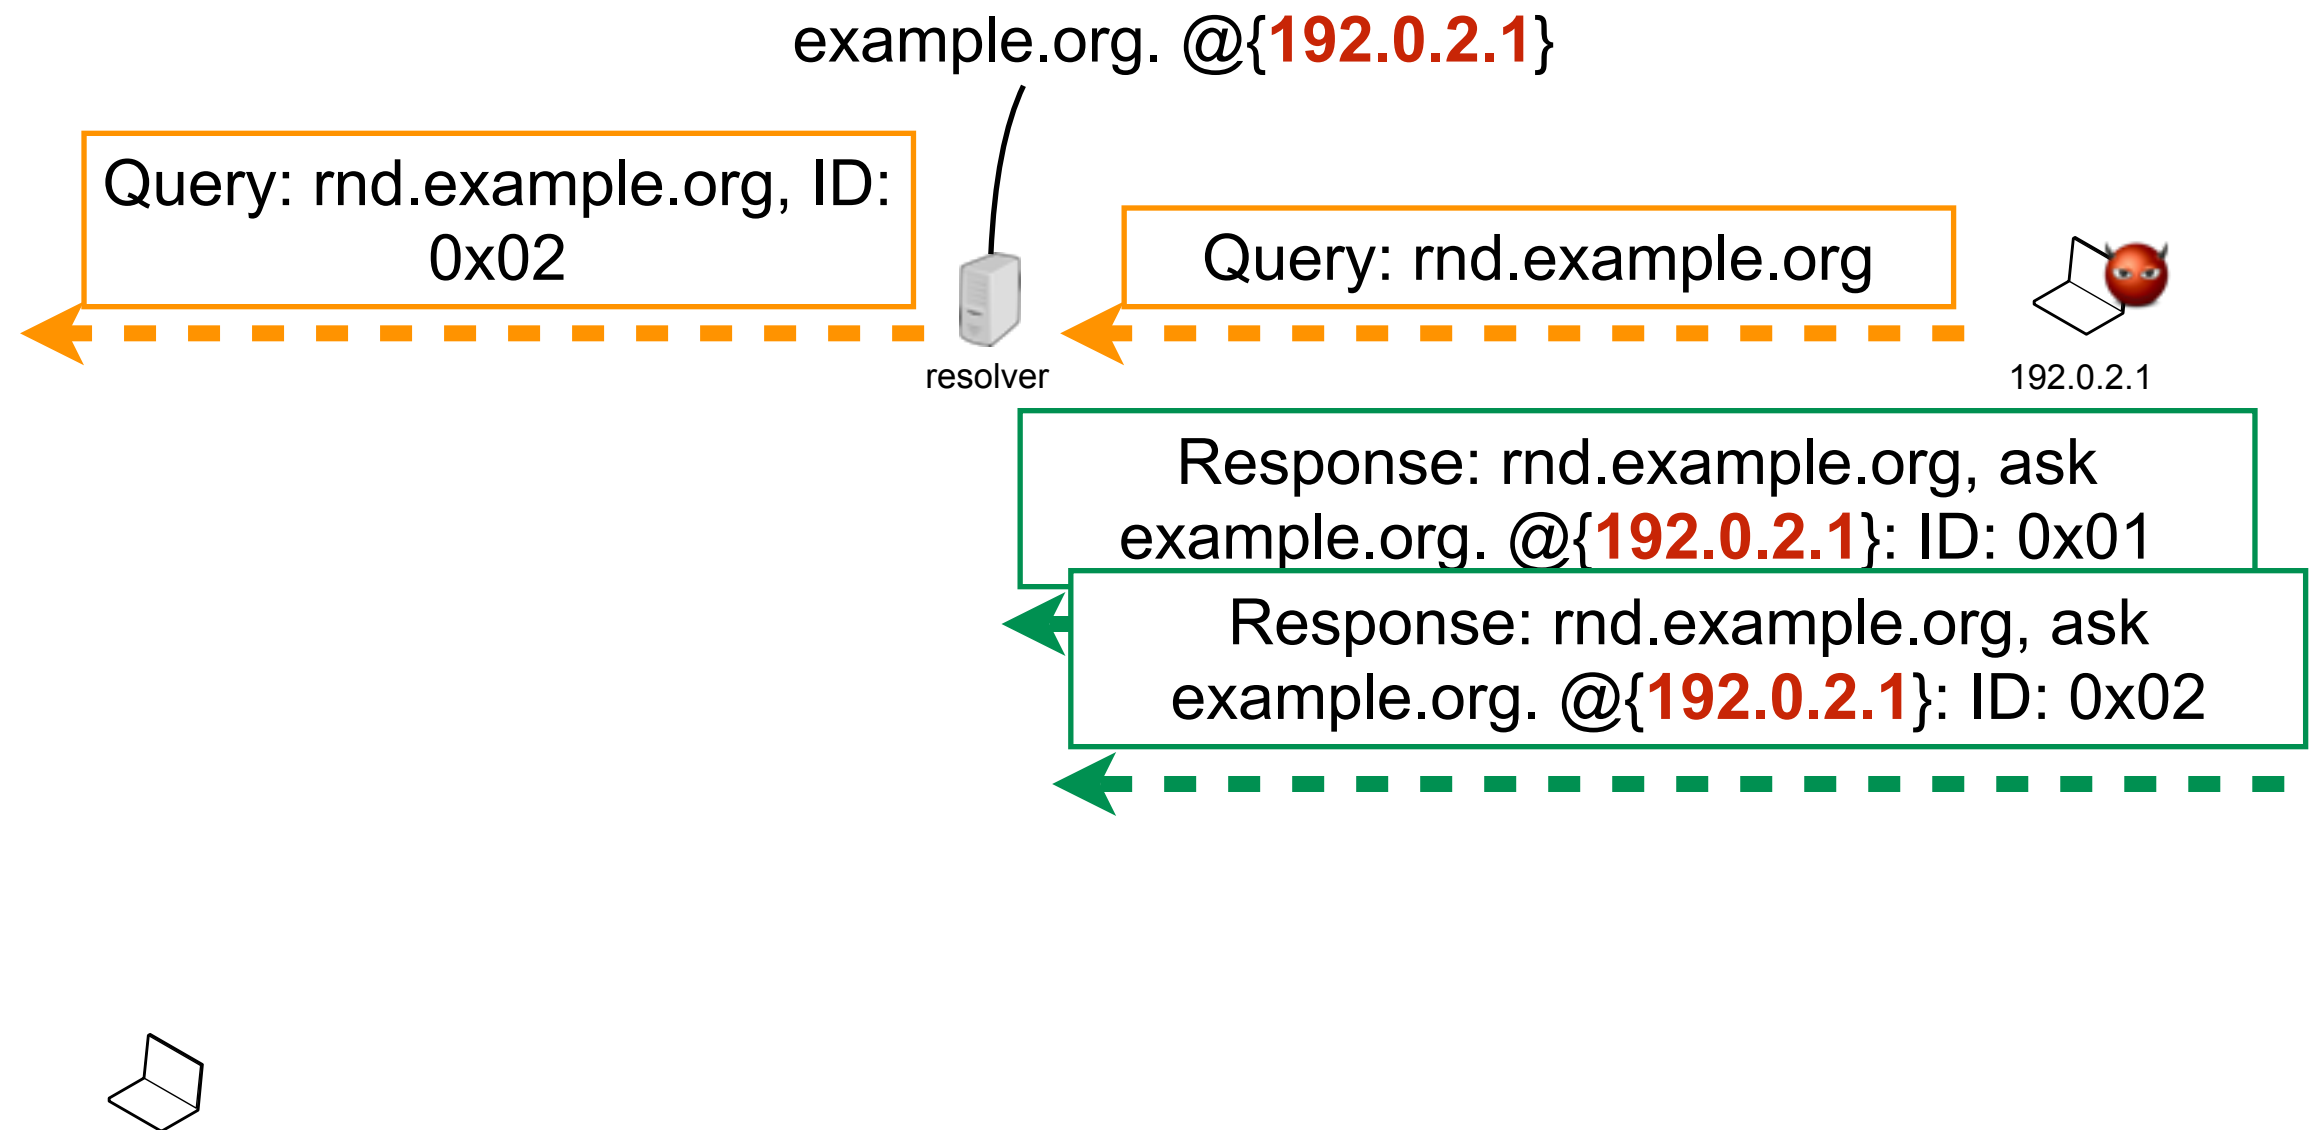 example.org. @{192.0.2.1}
Query: rnd.example.org, ID:
0x02
Query: rnd.example.org
resolver
192.0.2.1
Response: rnd.example.org, ask
example.org. @{192.0.2.1}: ID: 0x01
Response: rnd.example.org, ask
example.org. @{192.0.2.1}: ID: 0x02